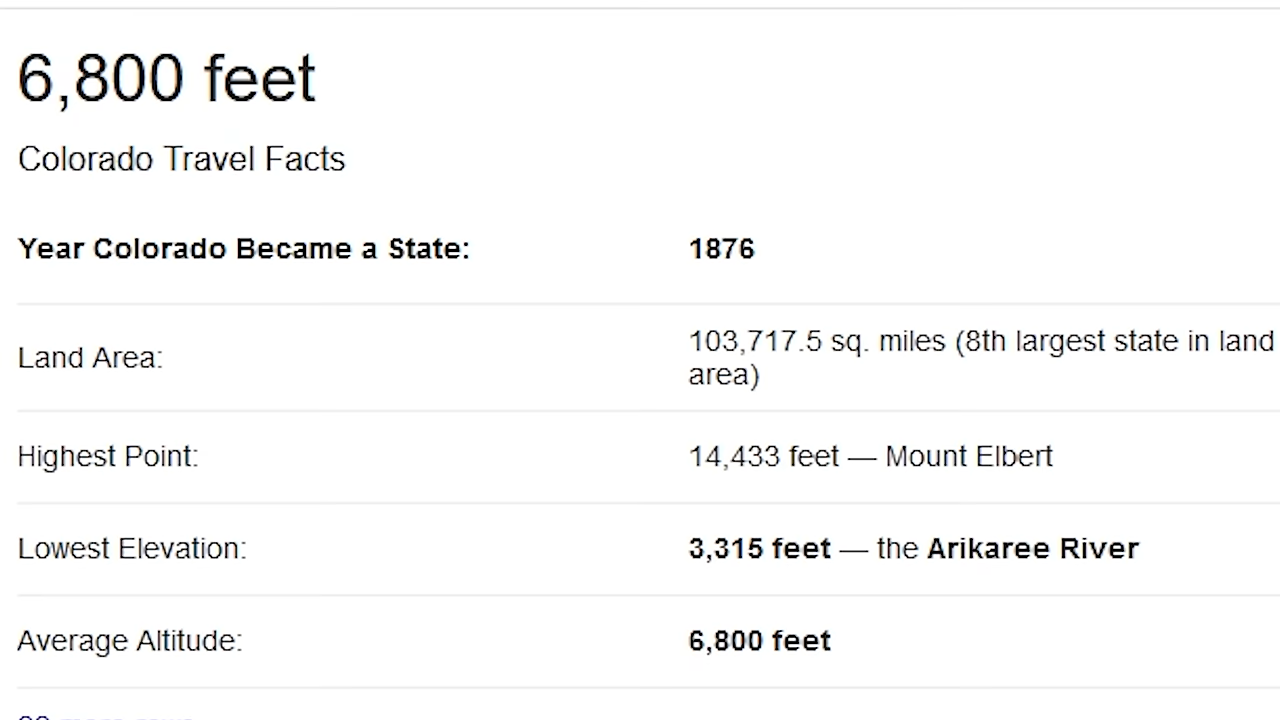 6,800 feet
Colorado Travel Facts
Year Colorado Became a State: 1876
Land Area: 103,717.5 sq. miles (8th largest state in land
area)
Highest Point: 14,433 feet — Mount Elbert
Lowest Elevation: 3,315 feet — the Arikaree River
Average Altitude: 6,800 feet